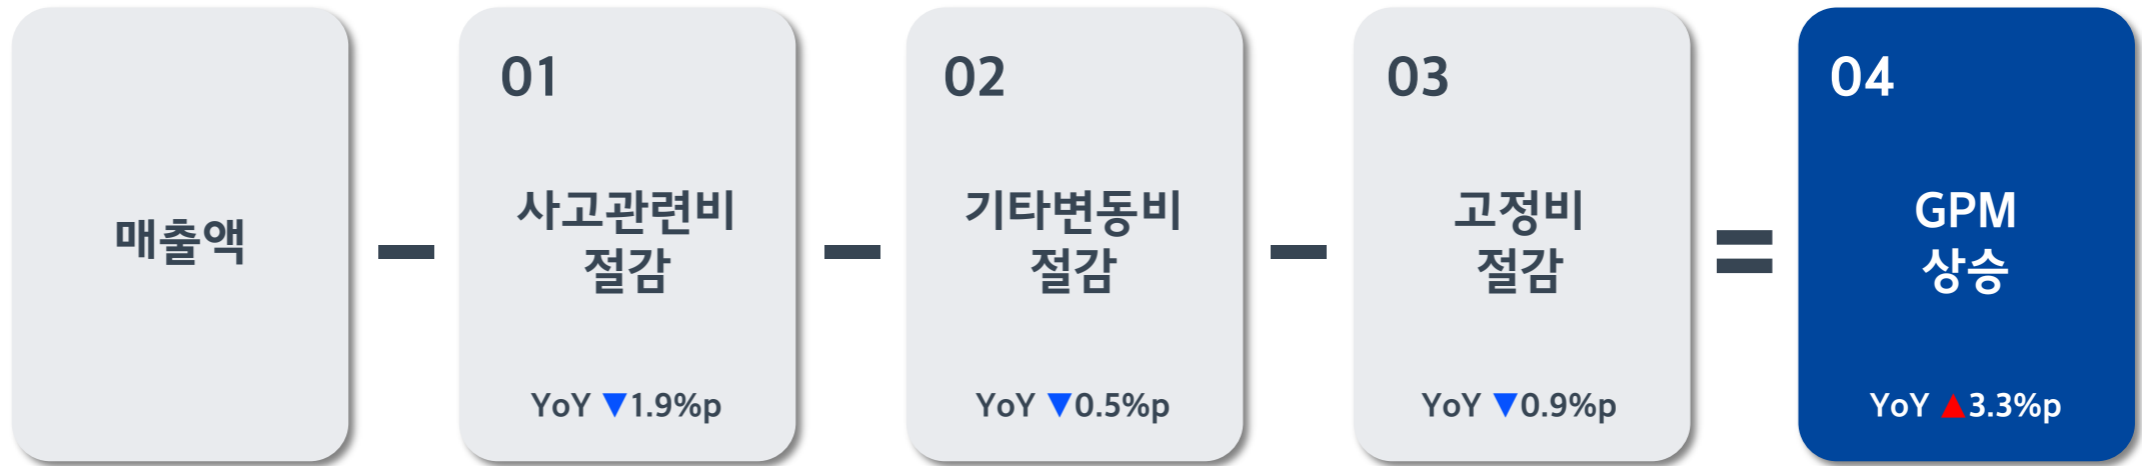 매출액
–
01
사고관련비
절감
YoY ▼1.9%p
–
02
기타변동비
절감
YoY ▼0.5%p
–
03
고정비
절감
YoY ▼0.9%p
=
04
GPM
상승
YoY ▲3.3%p